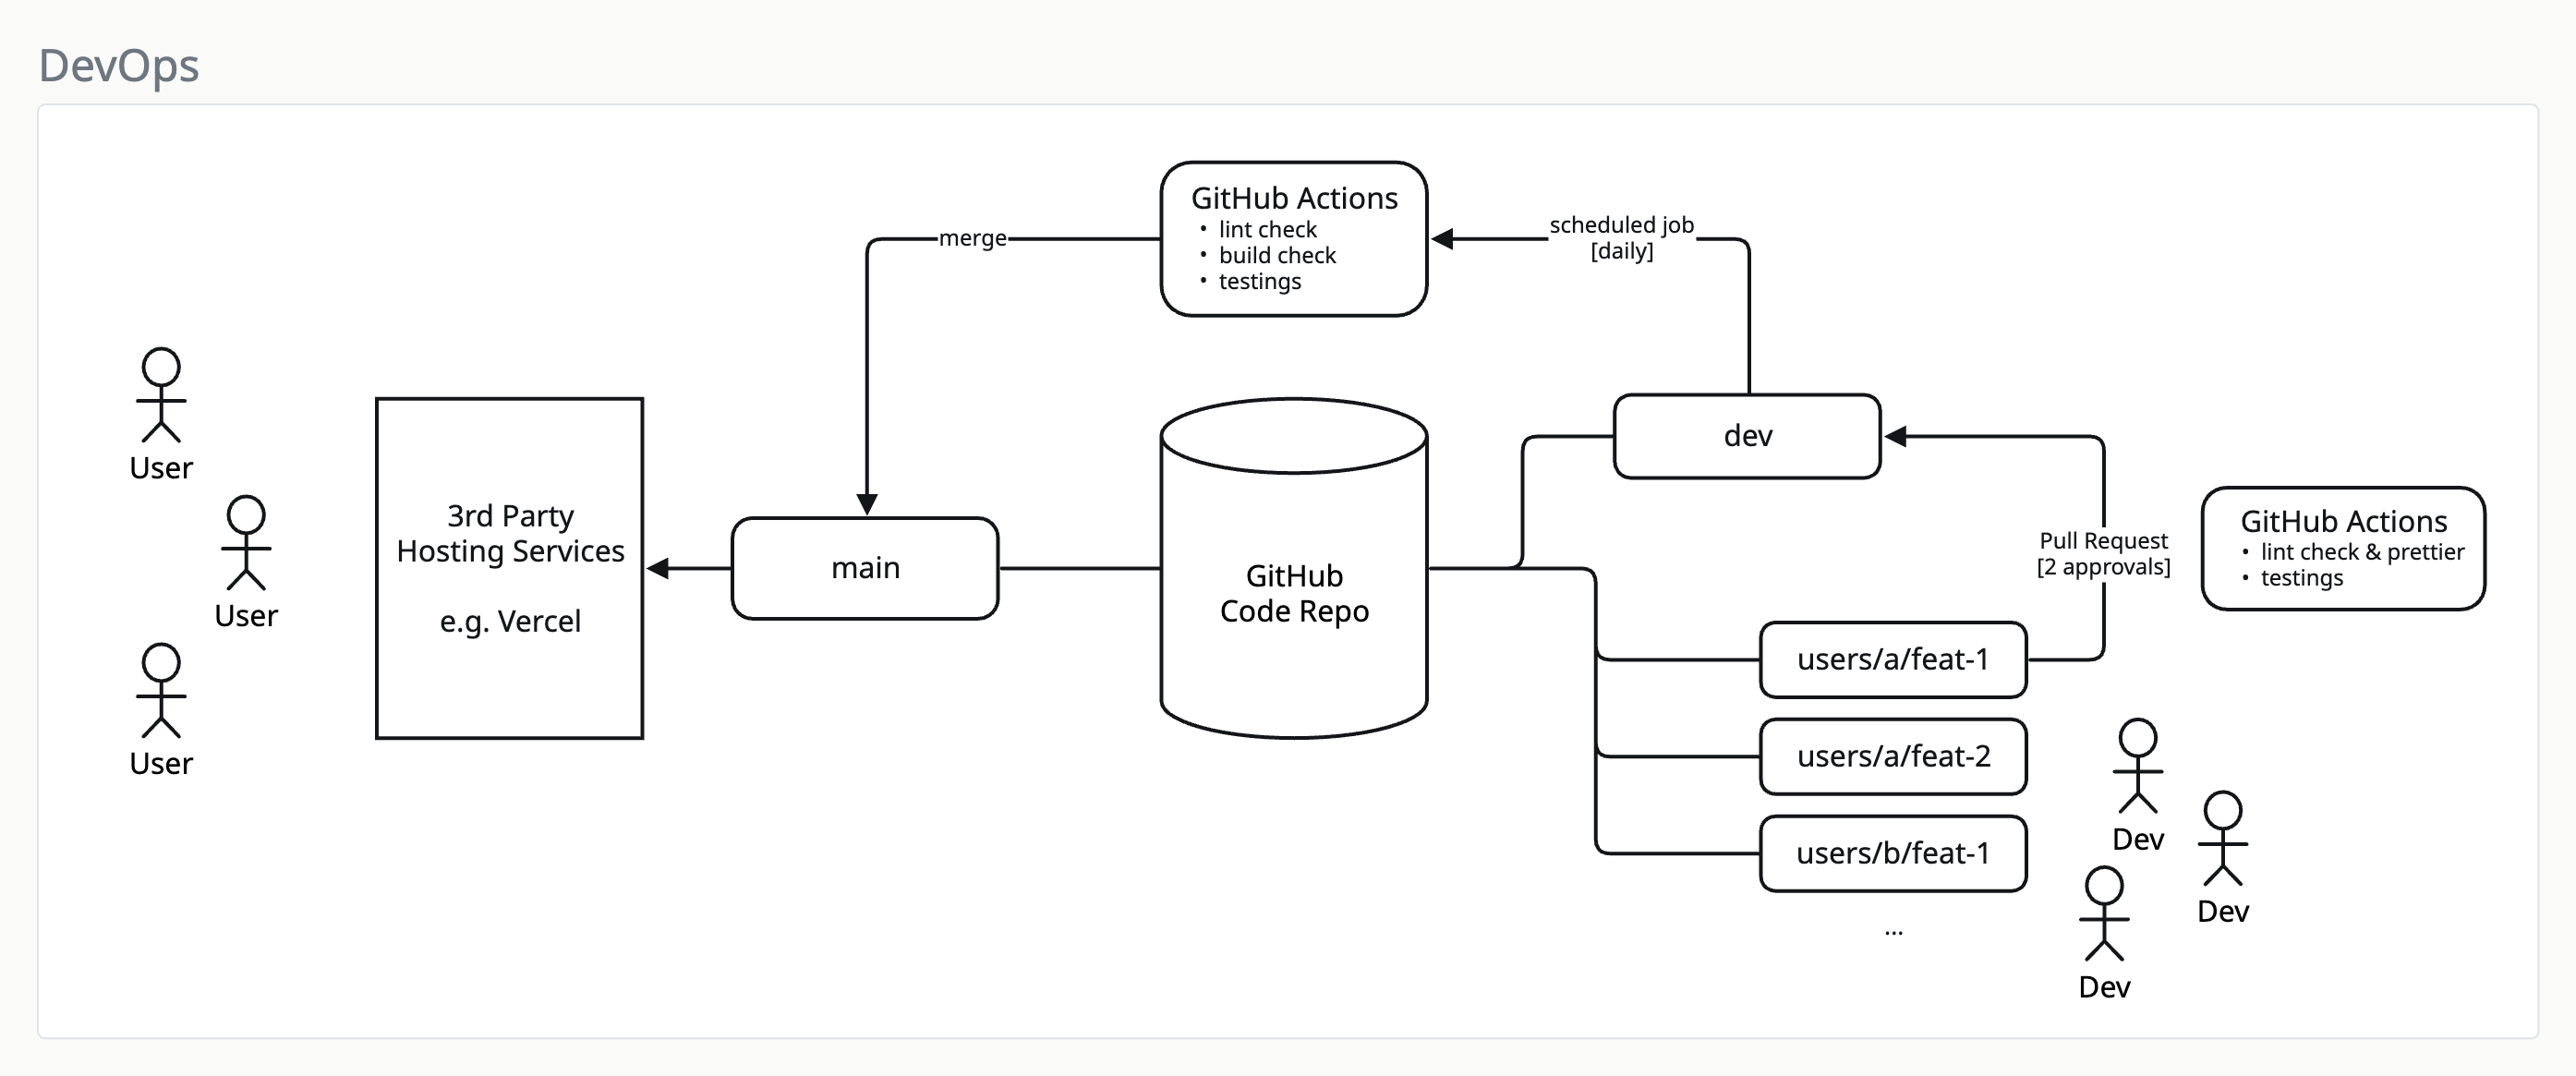 DevOps
GitHub Actions
• lint check
• build check
• testings
merge
scheduled job
[daily]
User
User
User
3rd Party
Hosting Services
e.g. Vercel
main
GitHub
Code Repo
dev
Pull Request
[2 approvals]
GitHub Actions
• lint check & prettier
• testings
users/a/feat-1
users/a/feat-2
users/b/feat-1
...
Dev
Dev
Dev